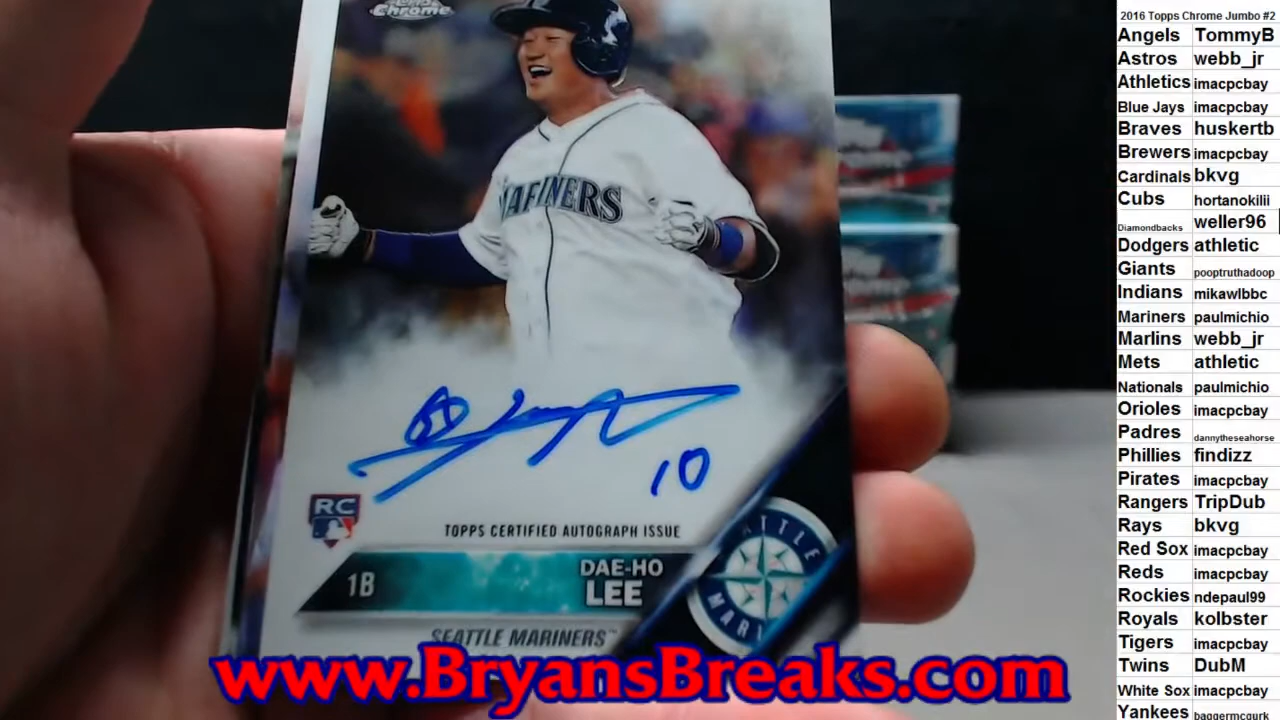 Chrome
MARINERS
10
RC
TOPPS CERTIFIED AUTOGRAPH ISSUE
1B
DAE-HO
LEE
SEATTLE MARINERS™
www.BryansBreaks.com
2016 Topps Chrome Jumbo #2
Angels TommyB
Astros webb_jr
Athletics imacpcbay
Blue Jays imacpcbay
Braves huskertb
Brewers imacpcbay
Cardinals bkvg
Cubs hortanokilii
Diamondbacks weller96
Dodgers athletic
Giants pooptruthadoop
Indians mikawlbbc
Mariners paulmichio
Marlins webb_jr
Mets athletic
Nationals paulmichio
Orioles imacpcbay
Padres dannytheseahorse
Phillies findizz
Pirates imacpcbay
Rangers TripDub
Rays bkvg
Red Sox imacpcbay
Reds imacpcbay
Rockies ndepaul99
Royals kolbster
Tigers imacpcbay
Twins DubM
White Sox imacpcbay
Yankees baggermcgurk